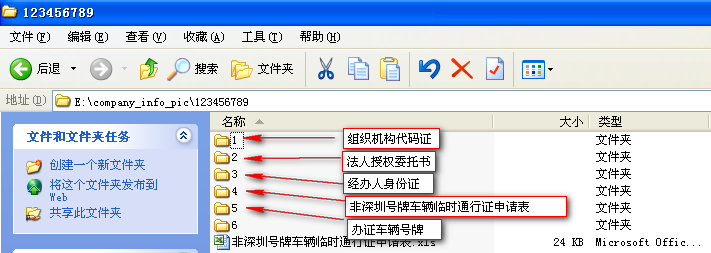 123456789
文件(F) 编辑(E) 查看(V) 收藏(A) 工具(T) 帮助(H)
后退 搜索 文件夹
地址(D) E:\company_info_pic\123456789
名称 大小 类型
文件和文件夹任务
创建一个新文件夹
将这个文件夹发布到
Web
共享此文件夹
1 组织机构代码证 文件夹
2 法人授权委托书 文件夹
3 经办人身份证 文件夹
4 非深圳号牌车辆临时通行证申请表 文件夹
5 办证车辆号牌 文件夹
6 文件夹
非深圳号牌车辆临时通行证申请表.xls 24 KB Microsoft Offic...